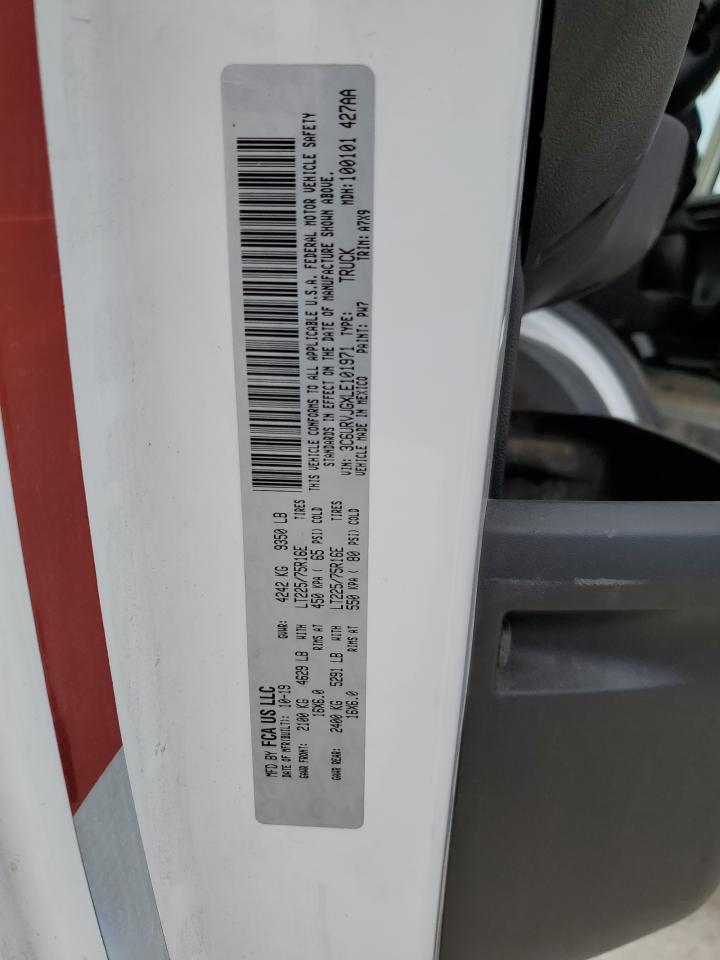 MFD BY FCA US LLC
DATE OF MFR(BUILT): 10-19 GVWR: 4242 KG 9350 LB
GAWR FRONT: 2100 KG 4629 LB WITH LT225/75R16E TIRES
16X6.0 RIMS AT 450 KPA ( 65 PSI) COLD
GAWR REAR: 2400 KG 5291 LB WITH LT225/75R16E TIRES
16X6.0 RIMS AT 550 KPA ( 80 PSI) COLD
THIS VEHICLE CONFORMS TO ALL APPLICABLE U.S.A. FEDERAL MOTOR VEHICLE SAFETY
STANDARDS IN EFFECT ON THE DATE OF MANUFACTURE SHOWN ABOVE.
VIN: 3C6URVJGXLE101971 TYPE: TRUCK MDH:100101 427AA
VEHICLE MADE IN MEXICO PAINT: PW7 TRIM: A7X9